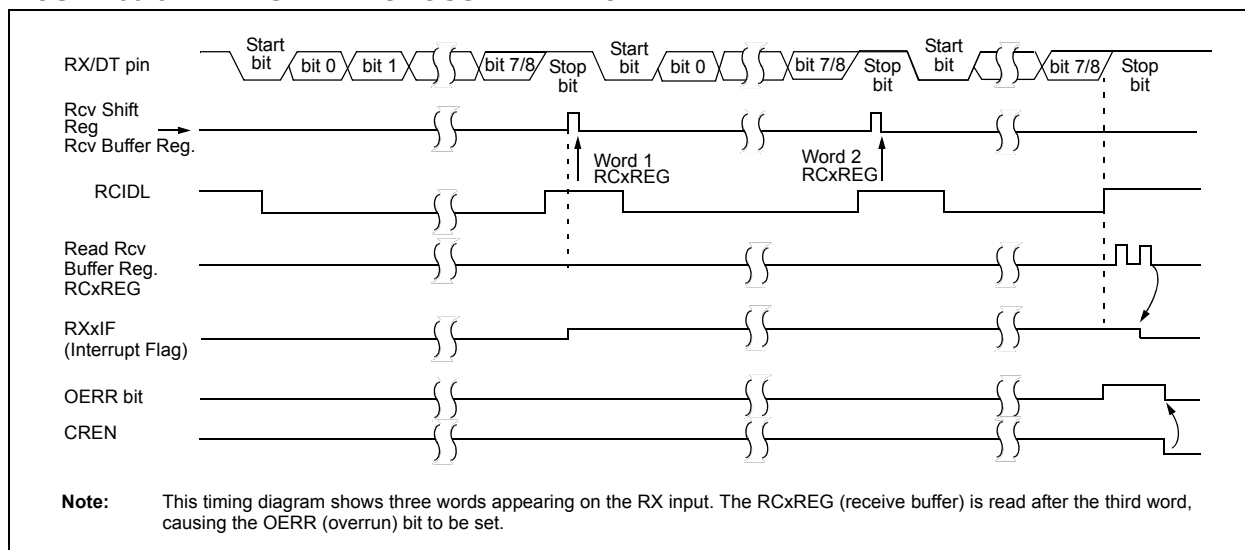 Start
bit
bit 0
bit 1
bit 7/8
Stop
bit
Start
bit
bit 0
bit 7/8
Stop
bit
Start
bit
bit 7/8
Stop
bit
RX/DT pin
Rcv Shift
Reg
Rcv Buffer Reg.
Word 1
RCxREG
Word 2
RCxREG
RCIDL
Read Rcv
Buffer Reg.
RCxREG
RXxIF
(Interrupt Flag)
OERR bit
CREN
Note: This timing diagram shows three words appearing on the RX input. The RCxREG (receive buffer) is read after the third word,
causing the OERR (overrun) bit to be set.